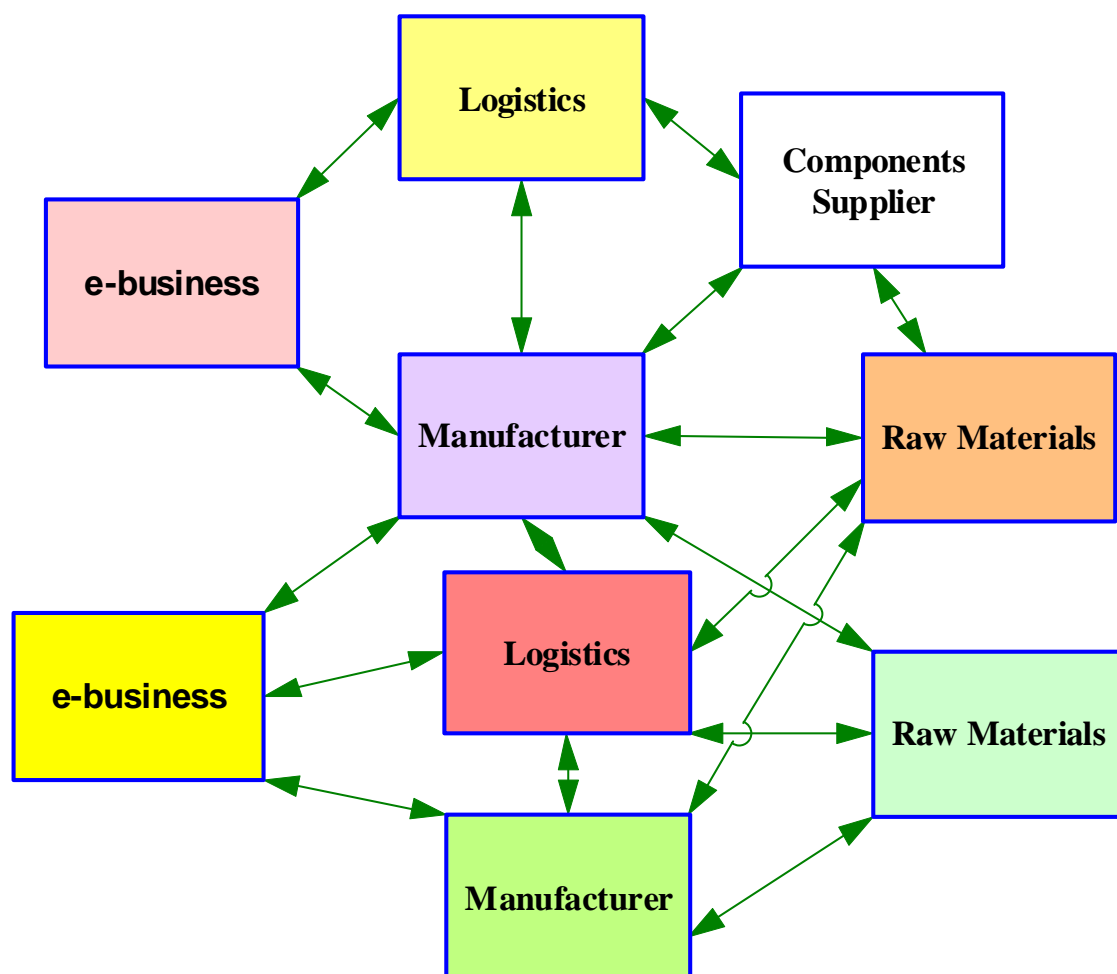 Logistics
Components
Supplier
e-business
Manufacturer
Raw Materials
Logistics
e-business
Raw Materials
Manufacturer